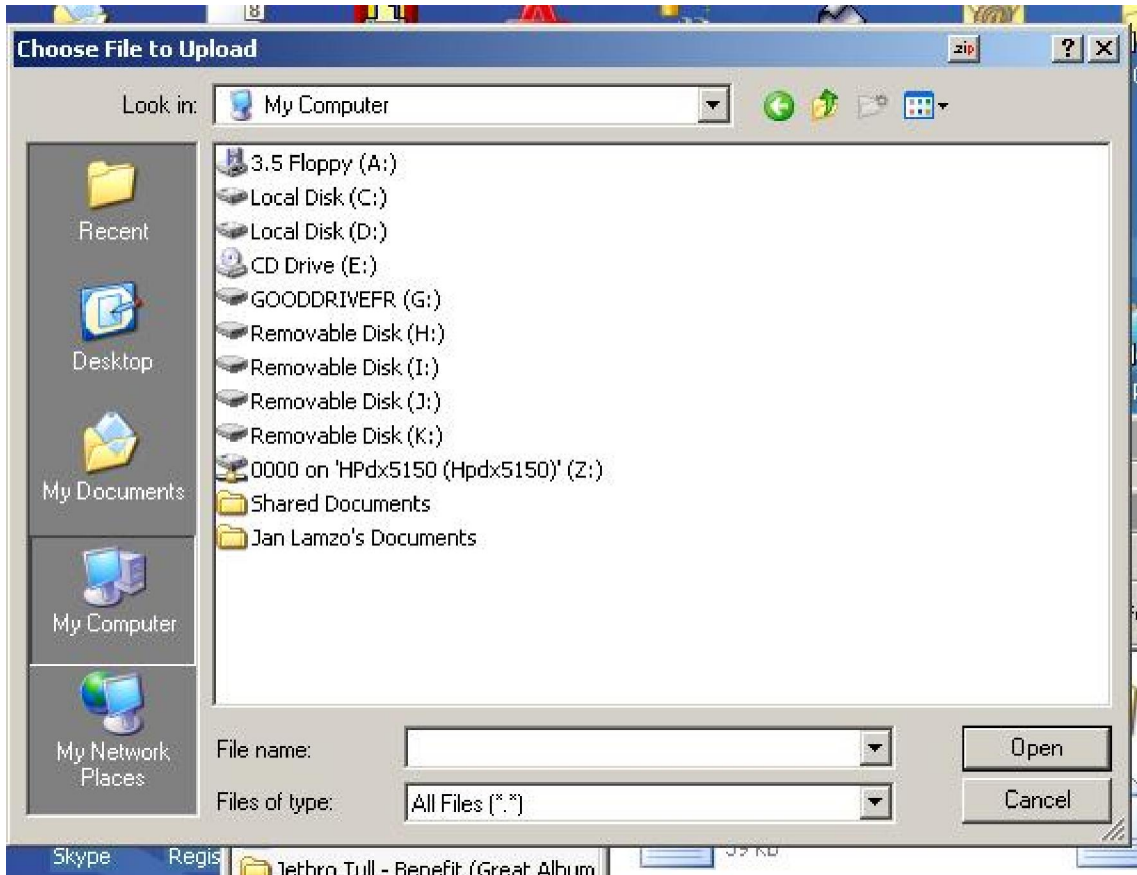 8
Choose File to Upload
zip
?
Look in:
My Computer
3.5 Floppy (A:)
Local Disk (C:)
Local Disk (D:)
CD Drive (E:)
GOODDRIVEFR (G:)
Removable Disk (H:)
Removable Disk (I:)
Removable Disk (J:)
Removable Disk (K:)
0000 on 'HPdx5150 (Hpdx5150)' (Z:)
Shared Documents
Jan Lamzo's Documents
Recent
Desktop
My Documents
My Computer
My Network
Places
File name:
Open
Files of type:
All Files (*.*)
Cancel
Skype
Regis
Jethro Tull - Benefit (Great Album